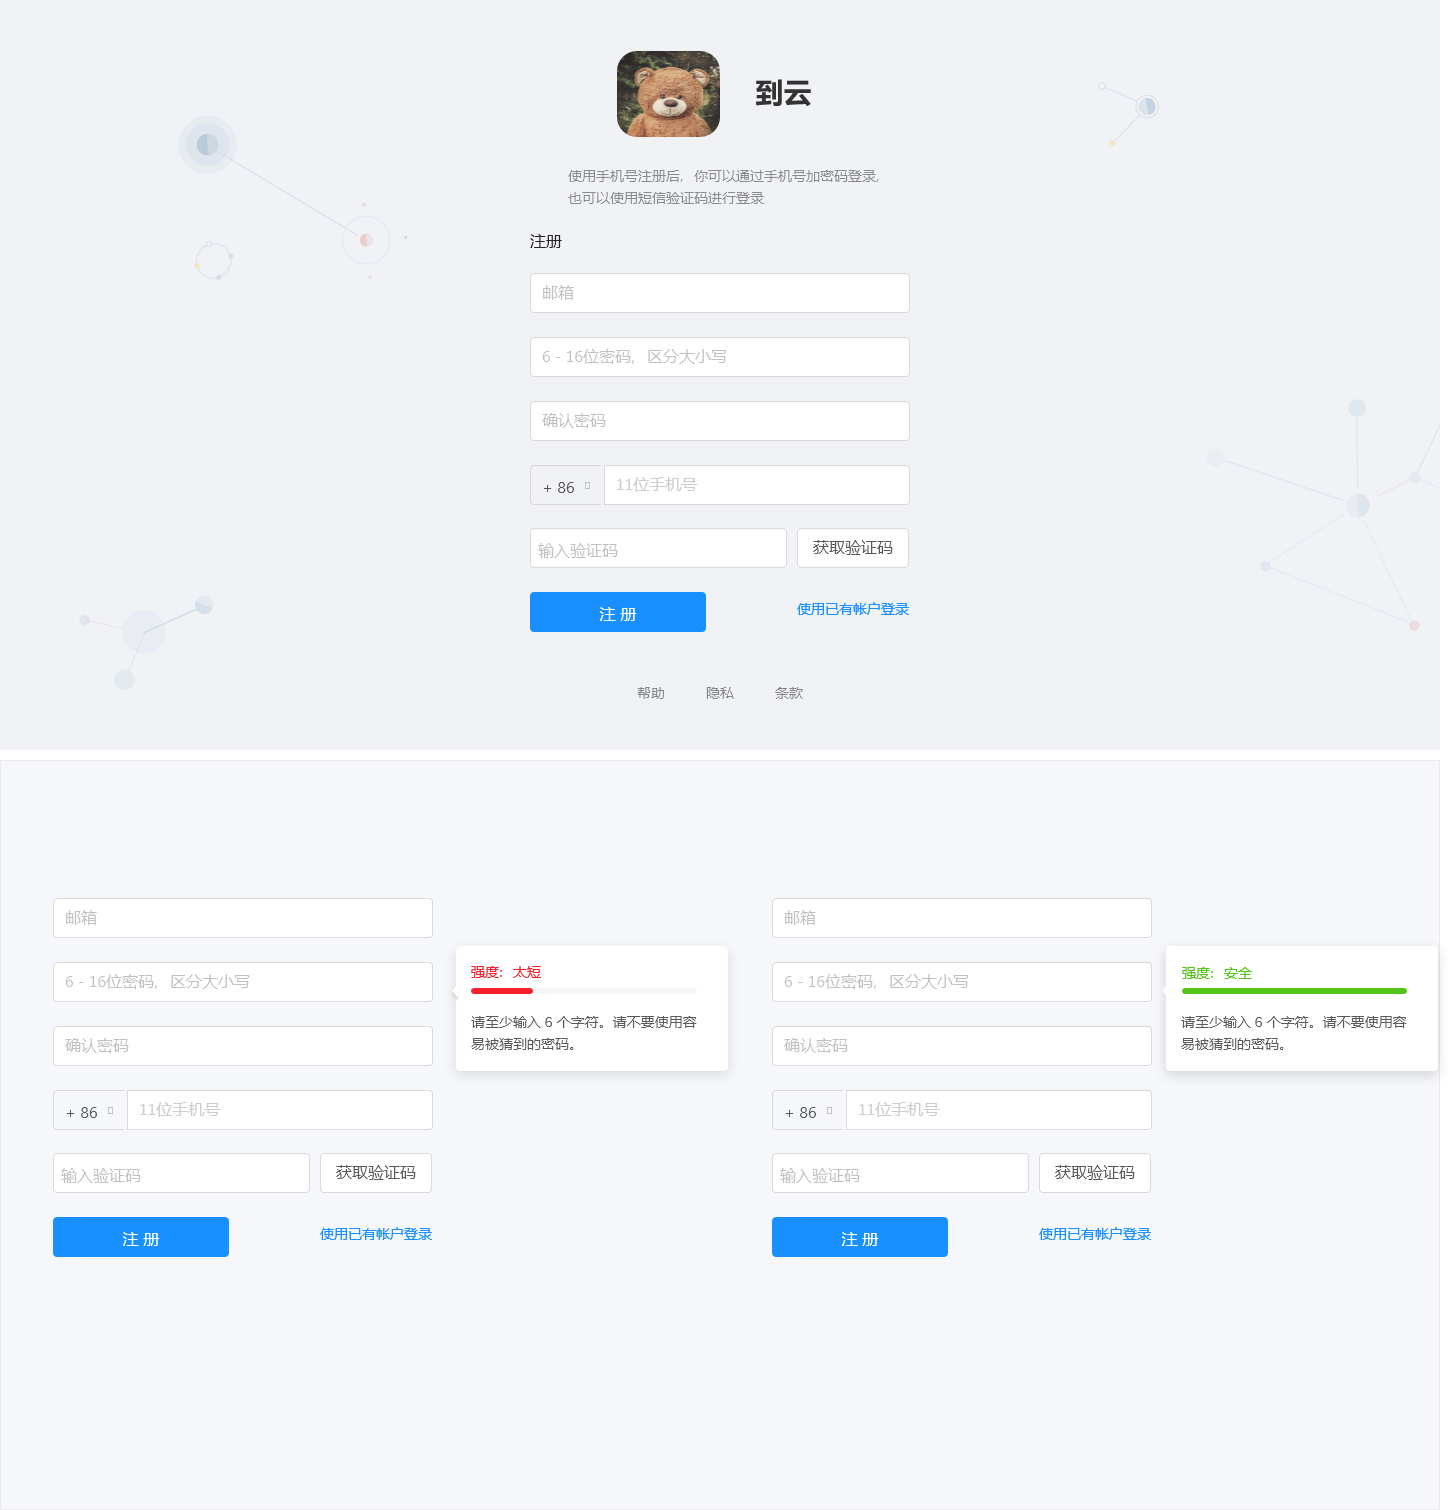 到云
使用手机号注册后，你可以通过手机号加密码登录,
也可以使用短信验证码进行登录
注册
邮箱
6 - 16位密码，区分大小写
确认密码
+ 86 11位手机号
输入验证码 获取验证码
注 册 使用已有帐户登录
帮助 隐私 条款
邮箱
6 - 16位密码，区分大小写
确认密码
+ 86 11位手机号
输入验证码 获取验证码
注 册 使用已有帐户登录
强度：太短
请至少输入 6 个字符。请不要使用容
易被猜到的密码。
邮箱
6 - 16位密码，区分大小写
确认密码
+ 86 11位手机号
输入验证码 获取验证码
注 册 使用已有帐户登录
强度：安全
请至少输入 6 个字符。请不要使用容
易被猜到的密码。